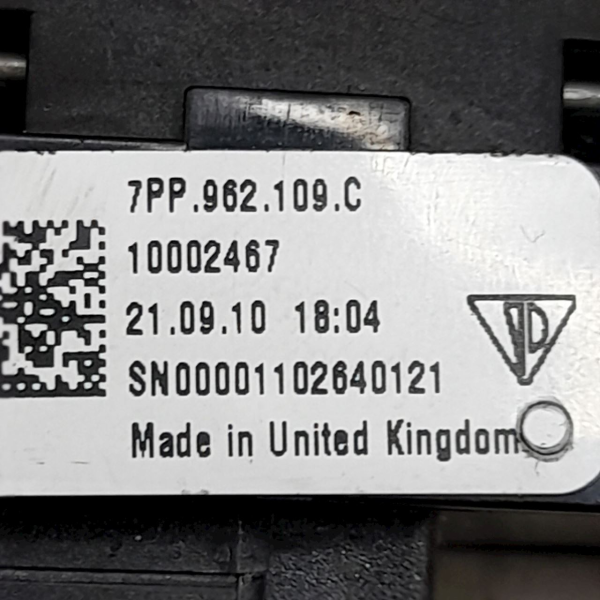 7PP.962.109.C
10002467
21.09.10 18:04
SN00001102640121
Made in United Kingdom